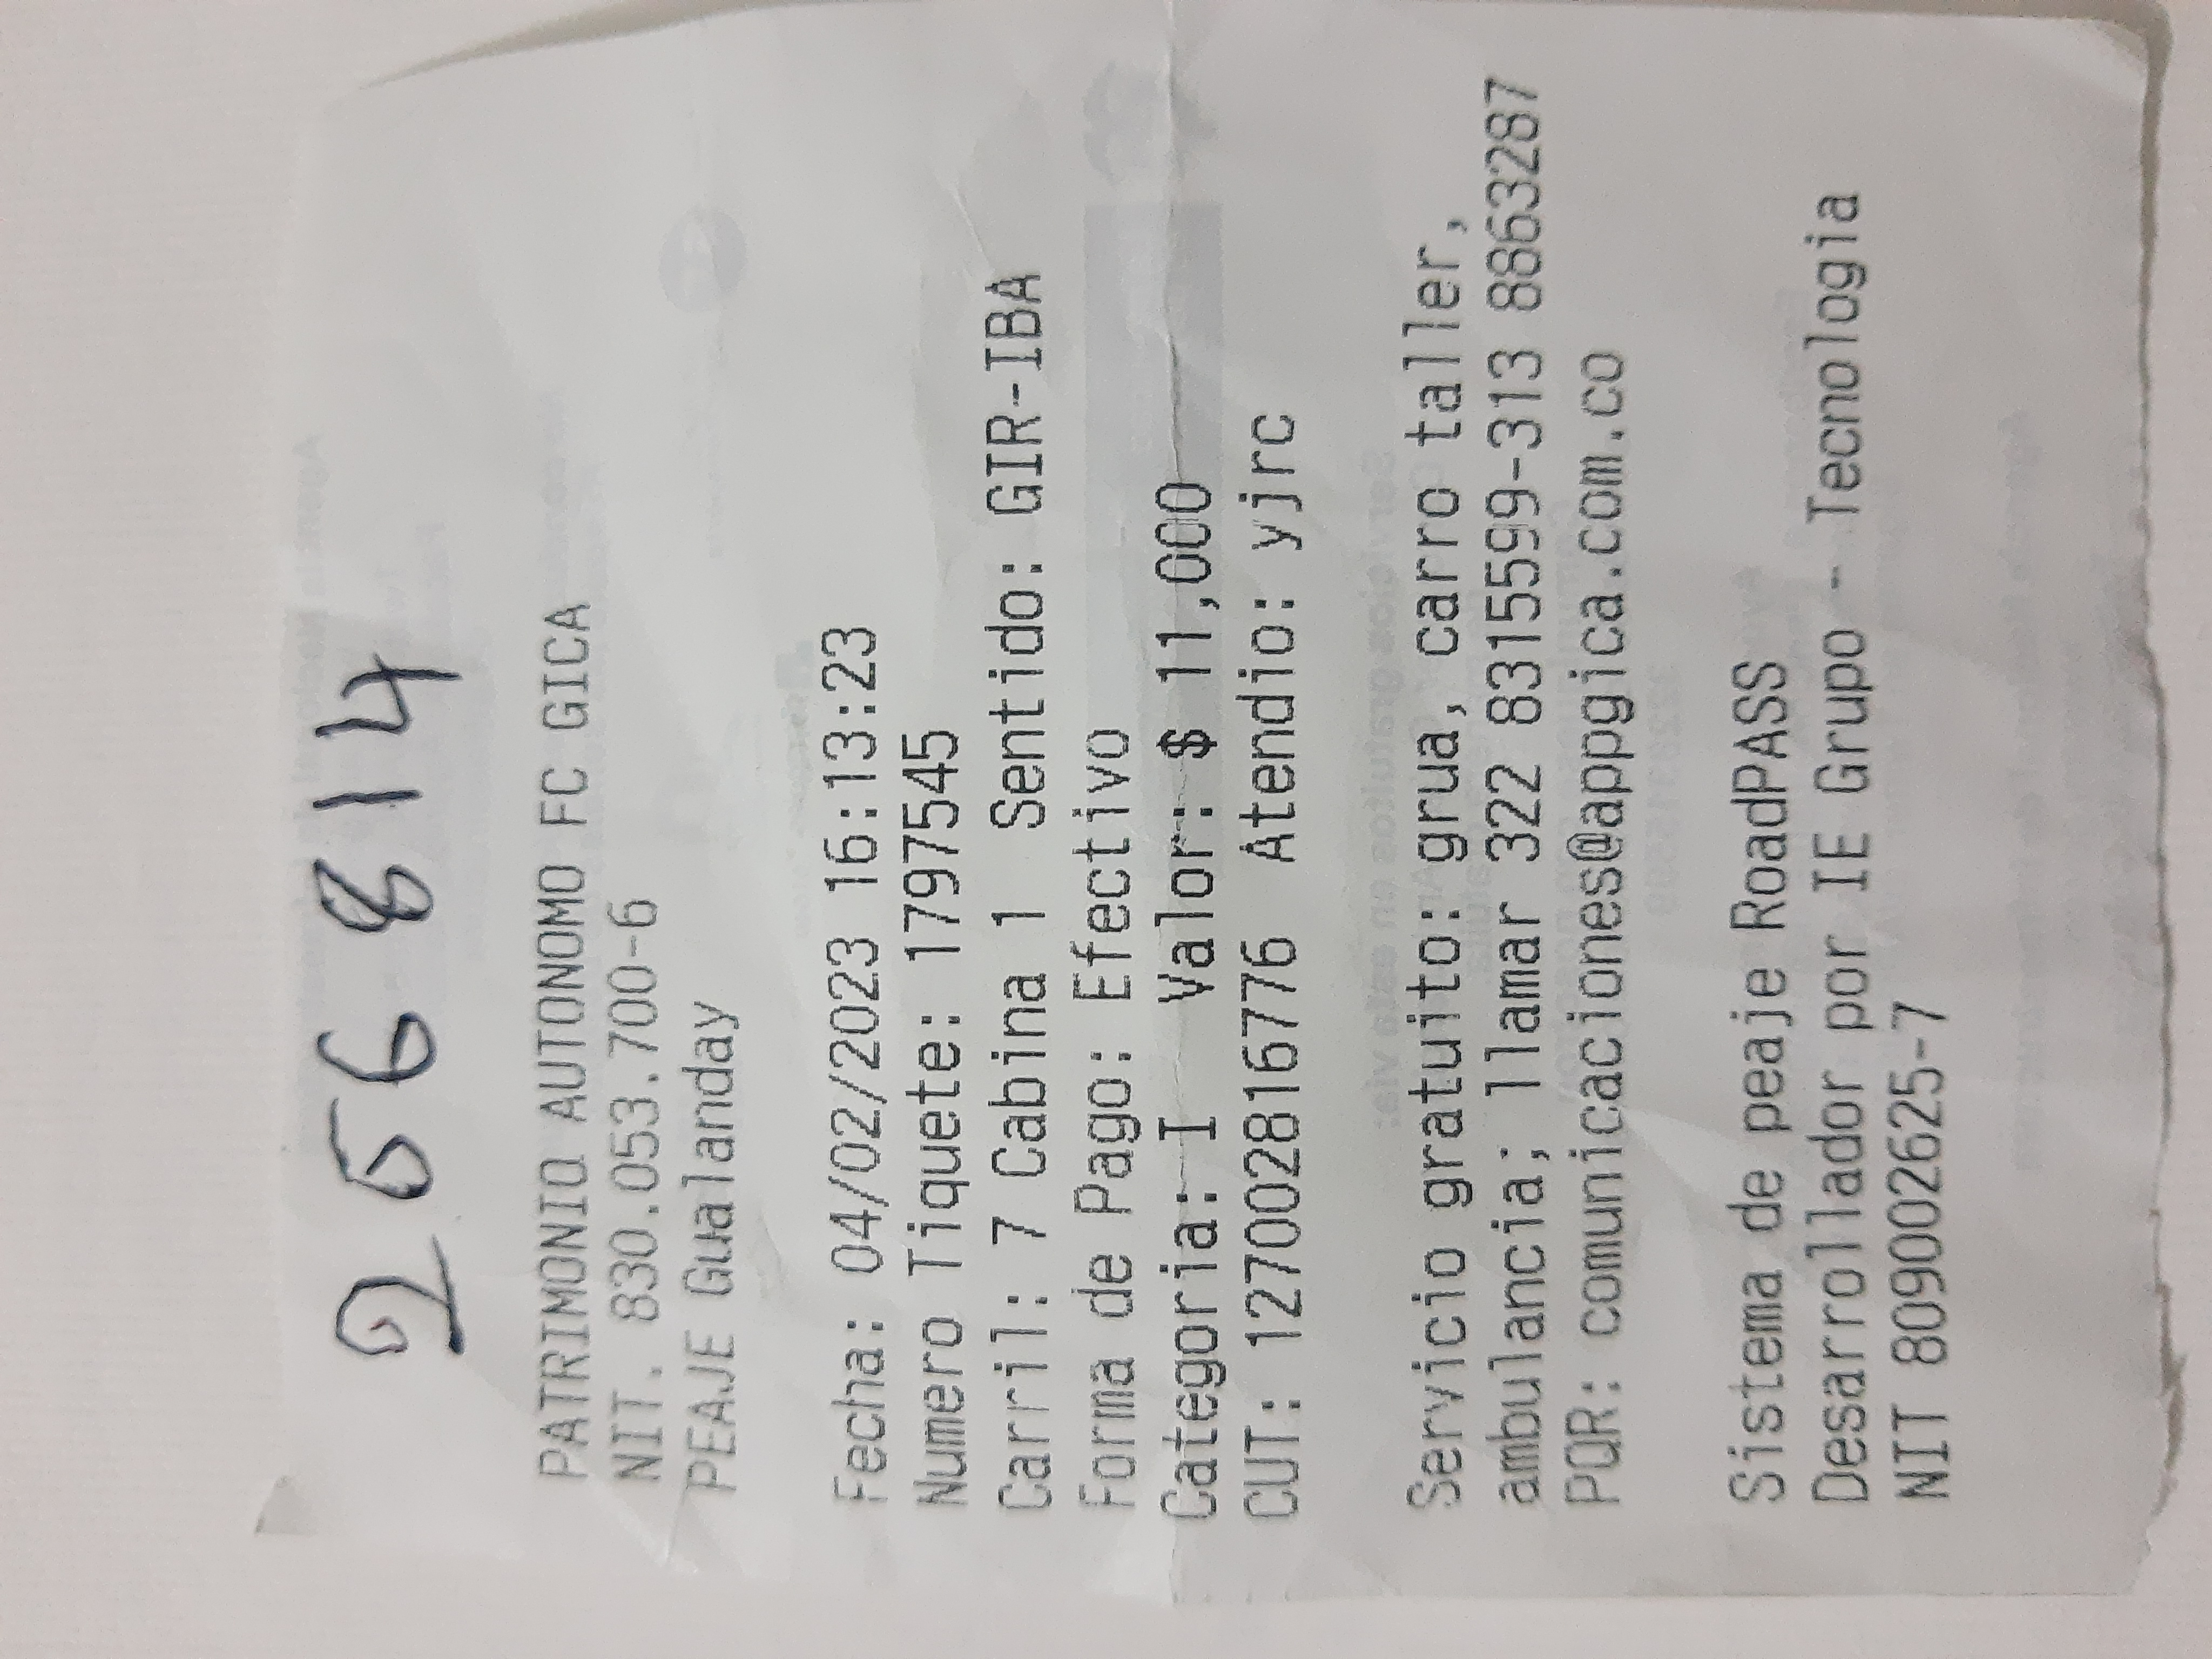 256814
PATRIMONIO AUTONOMO FC GICA
NIT. 830.053.700-6
PEAJE Gualanday
Fecha: 04/02/2023 16:13:23
Numero Tiquete: 1797545
Carril: 7 Cabina 1 Sentido: GIR-IBA
Forma de Pago: Efectivo
Categoria: I Valor: $ 11,000
CUT: 127002816776 Atendio: yjrc
Servicio gratuito: grua, carro taller,
ambulancia; llamar 322 8315599-313 8863287
PQR: comunicaciones@appgica.com.co
Sistema de peaje RoadPASS
Desarrollador por IE Grupo - Tecnologia
NIT 809002625-7